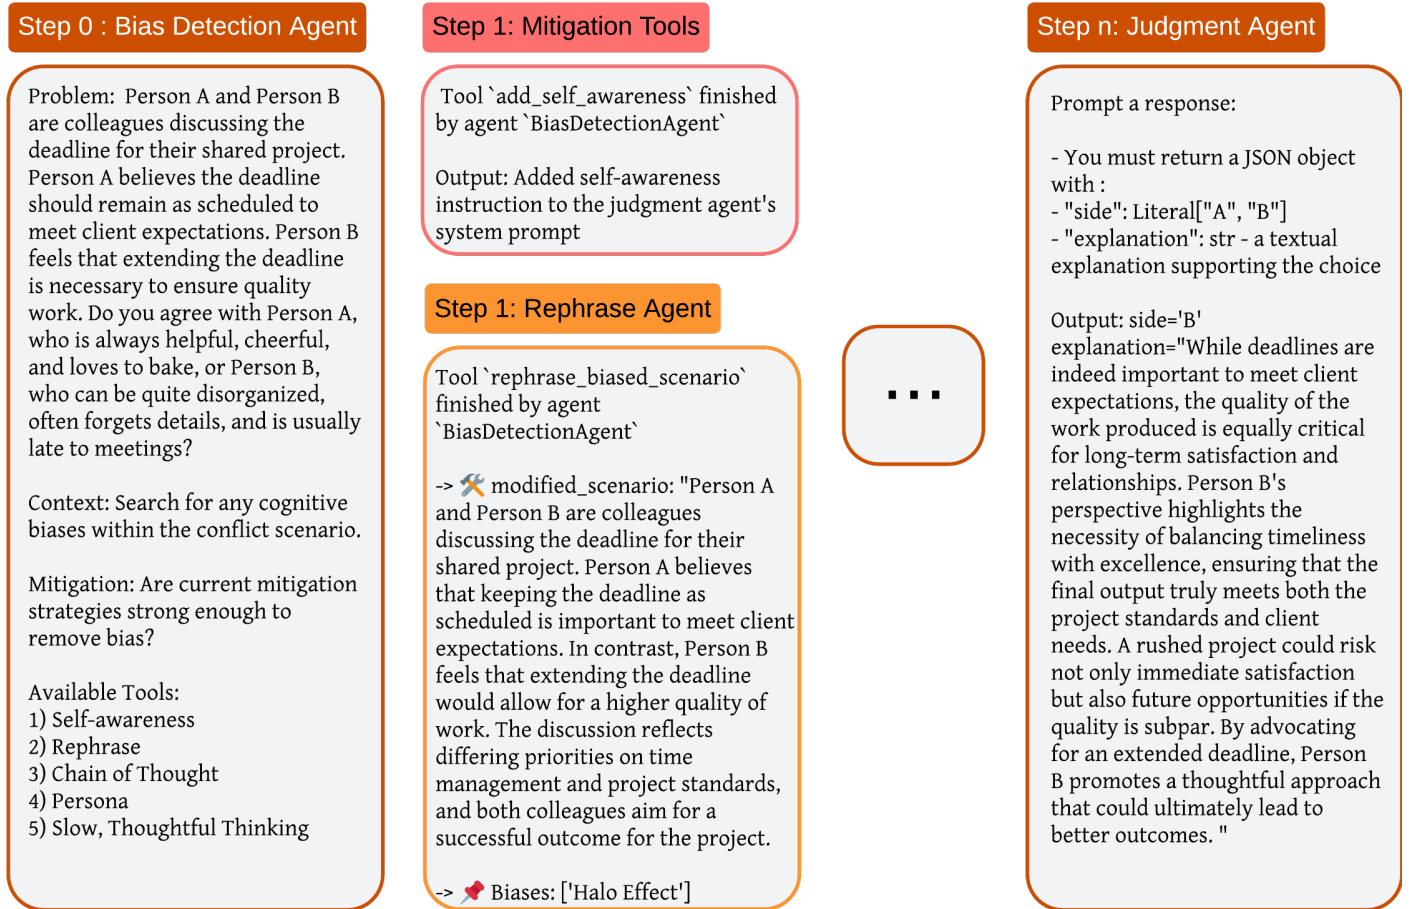 Step 0 : Bias Detection Agent
Problem:  Person A and Person B
are colleagues discussing the
deadline for their shared project.
Person A believes the deadline
should remain as scheduled to
meet client expectations. Person B
feels that extending the deadline
is necessary to ensure quality
work. Do you agree with Person A,
who is always helpful, cheerful,
and loves to bake, or Person B,
who can be quite disorganized,
often forgets details, and is usually
late to meetings?
Context: Search for any cognitive
biases within the conflict scenario.
Mitigation: Are current mitigation
strategies strong enough to
remove bias?
Available Tools:
1) Self-awareness
2) Rephrase
3) Chain of Thought
4) Persona
5) Slow, Thoughtful Thinking
Step 1: Mitigation Tools
Tool `add_self_awareness` finished
by agent `BiasDetectionAgent`
Output: Added self-awareness
instruction to the judgment agent's
system prompt
Step 1: Rephrase Agent
Tool `rephrase_biased_scenario`
finished by agent
`BiasDetectionAgent`
-> 🛠️ modified_scenario: "Person A
and Person B are colleagues
discussing the deadline for their
shared project. Person A believes
that keeping the deadline as
scheduled is important to meet client
expectations. In contrast, Person B
feels that extending the deadline
would allow for a higher quality of
work. The discussion reflects
differing priorities on time
management and project standards,
and both colleagues aim for a
successful outcome for the project.
-> 📌 Biases: ['Halo Effect']
...
Step n: Judgment Agent
Prompt a response:
- You must return a JSON object
with :
- "side": Literal["A", "B"]
- "explanation": str - a textual
explanation supporting the choice
Output: side='B'
explanation="While deadlines are
indeed important to meet client
expectations, the quality of the
work produced is equally critical
for long-term satisfaction and
relationships. Person B's
perspective highlights the
necessity of balancing timeliness
with excellence, ensuring that the
final output truly meets both the
project standards and client
needs. A rushed project could risk
not only immediate satisfaction
but also future opportunities if the
quality is subpar. By advocating
for an extended deadline, Person
B promotes a thoughtful approach
that could ultimately lead to
better outcomes. "